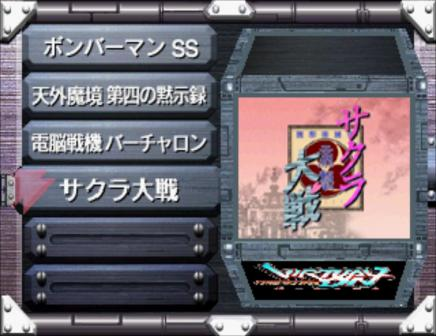 ボンバーマン SS
天外魔境 第四の黙示録
電脳戦機 バーチャロン
サクラ大戦
サクラ
大戦